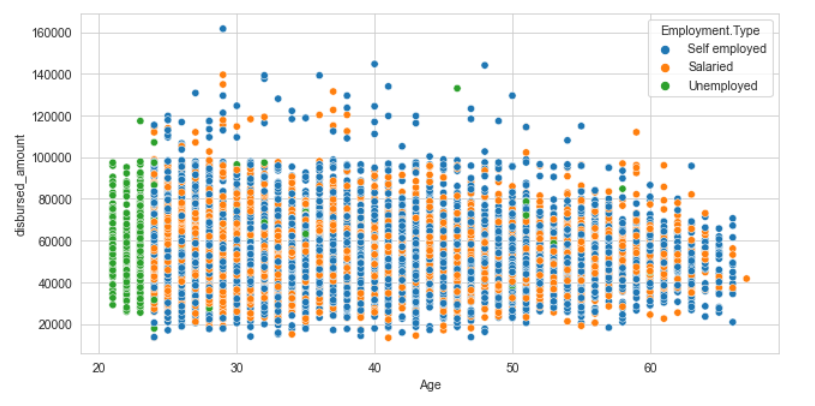 Employment.Type
Self employed
Salaried
Unemployed
160000
140000
120000
100000
80000
60000
40000
20000
disbursed_amount
20 30 40 50 60
Age